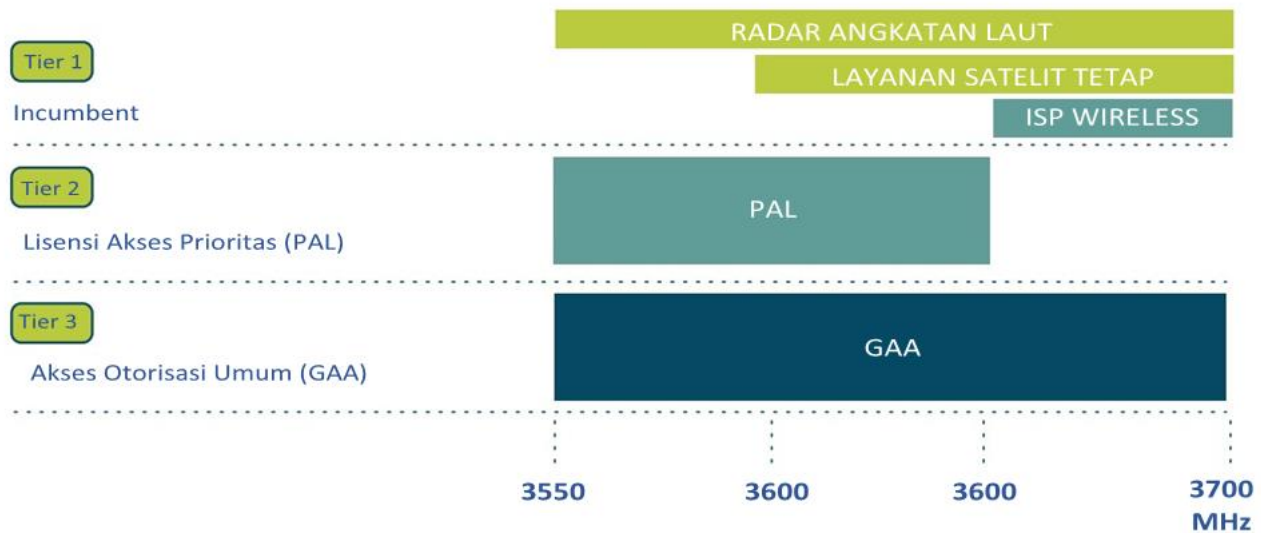 RADAR ANGKATAN LAUT
Tier 1
LAYANAN SATELIT TETAP
Incumbent
ISP WIRELESS
Tier 2
PAL
Lisensi Akses Prioritas (PAL)
Tier 3
GAA
Akses Otorisasi Umum (GAA)
3550 3600 3600 3700
MHz